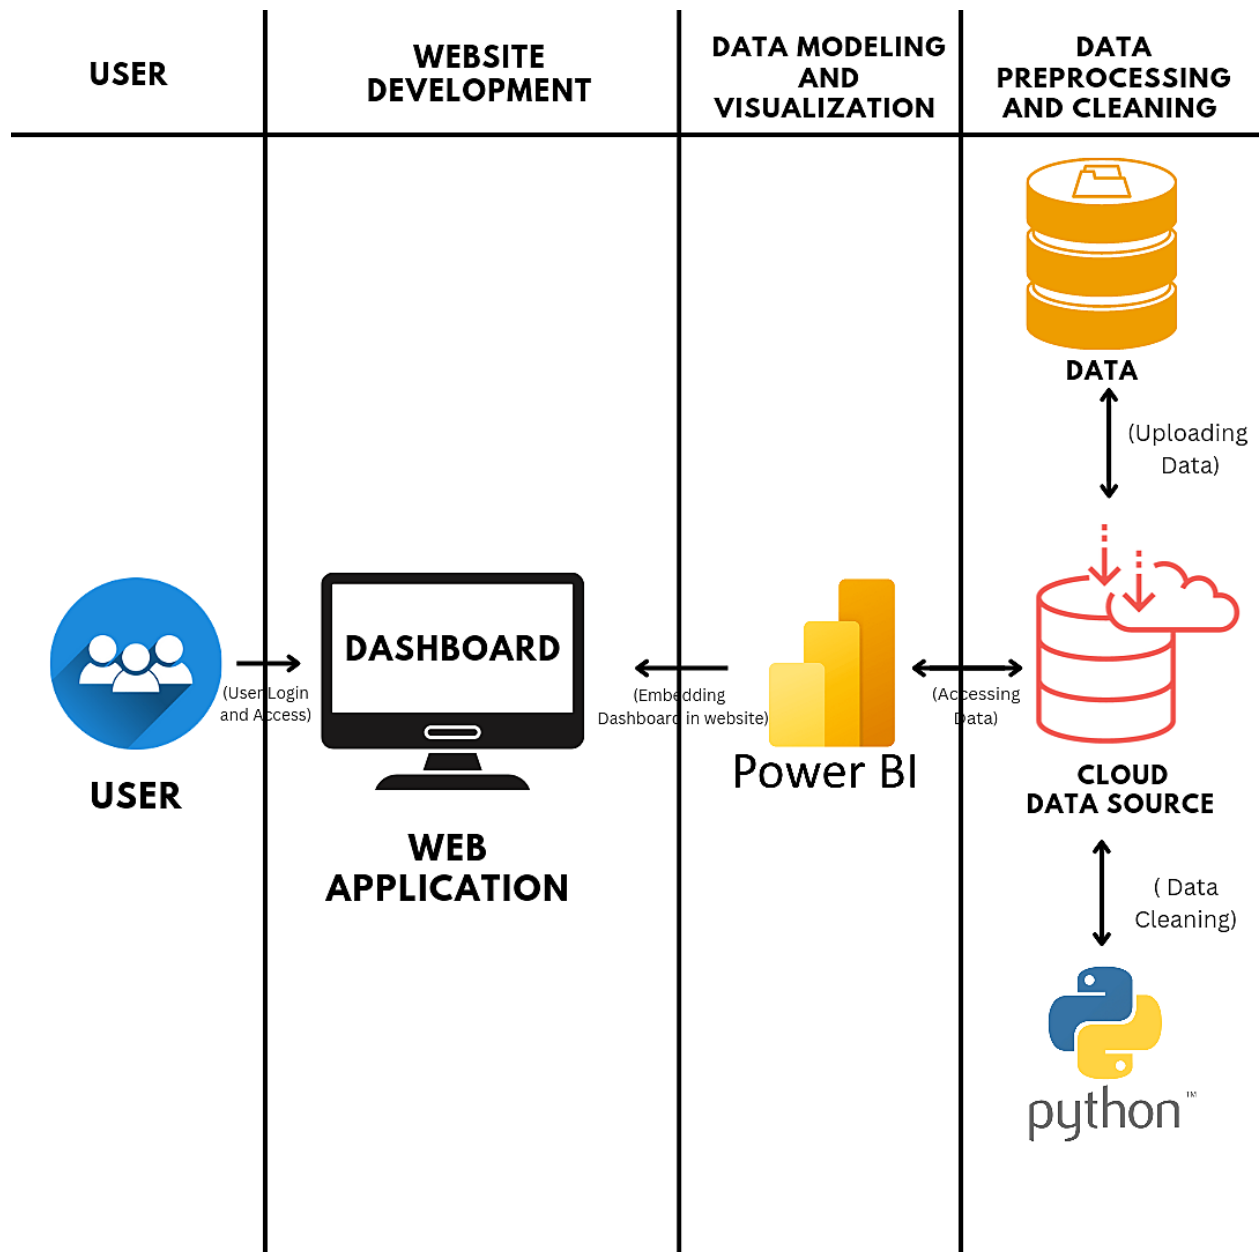 USER
WEBSITE
DEVELOPMENT
DATA MODELING
AND
VISUALIZATION
DATA
PREPROCESSING
AND CLEANING
DATA
(Uploading
Data)
DASHBOARD
(User Login
and Access)
(Embedding
Dashboard in website)
(Accessing
Data)
USER
Power BI
CLOUD
DATA SOURCE
WEB
APPLICATION
( Data
Cleaning)
python™